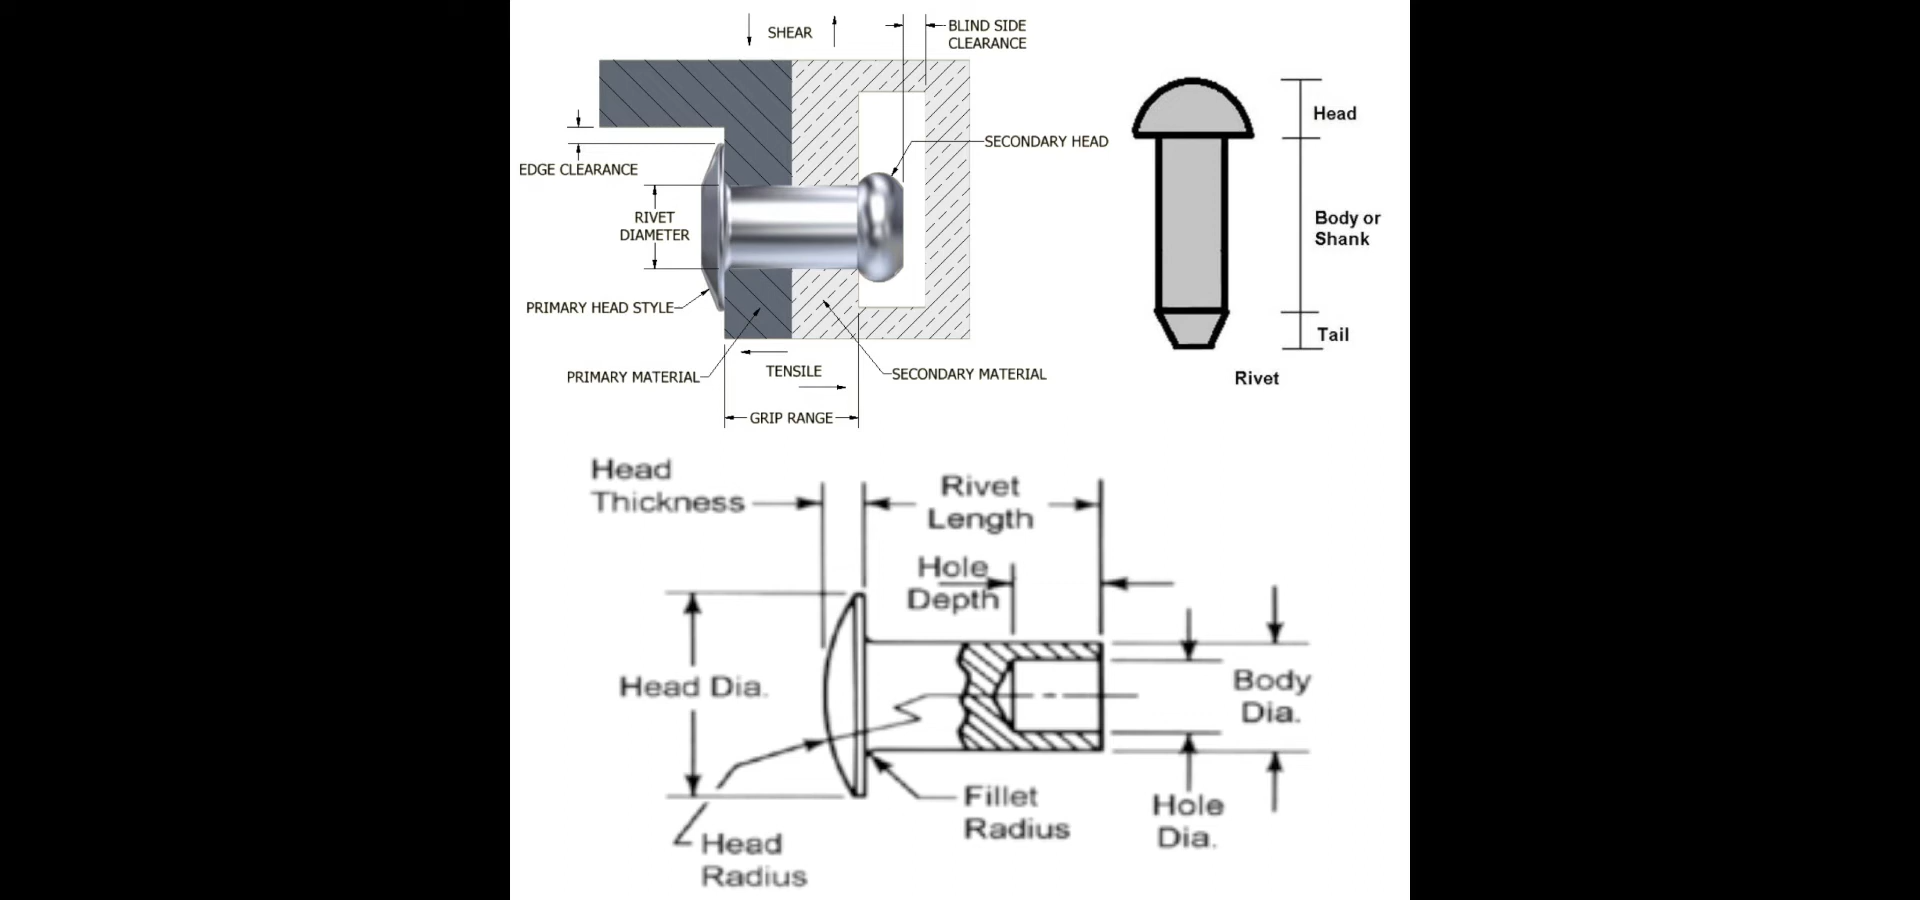 SHEAR
BLIND SIDE
CLEARANCE
SECONDARY HEAD
EDGE CLEARANCE
RIVET
DIAMETER
PRIMARY HEAD STYLE
PRIMARY MATERIAL
TENSILE
SECONDARY MATERIAL
GRIP RANGE
Head
Body or
Shank
Tail
Rivet
Head
Thickness
Rivet
Length
Hole
Depth
Head Dia.
Body
Dia.
Fillet
Radius
Hole
Dia.
Head
Radius